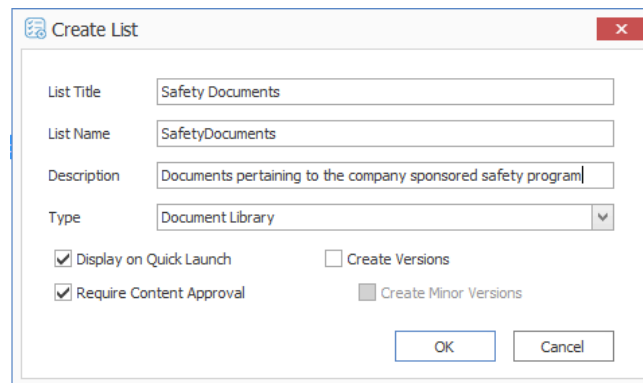 Create List
List Title Safety Documents
List Name SafetyDocuments
Description Documents pertaining to the company sponsored safety program
Type Document Library
Display on Quick Launch Create Versions
Require Content Approval Create Minor Versions
OK Cancel